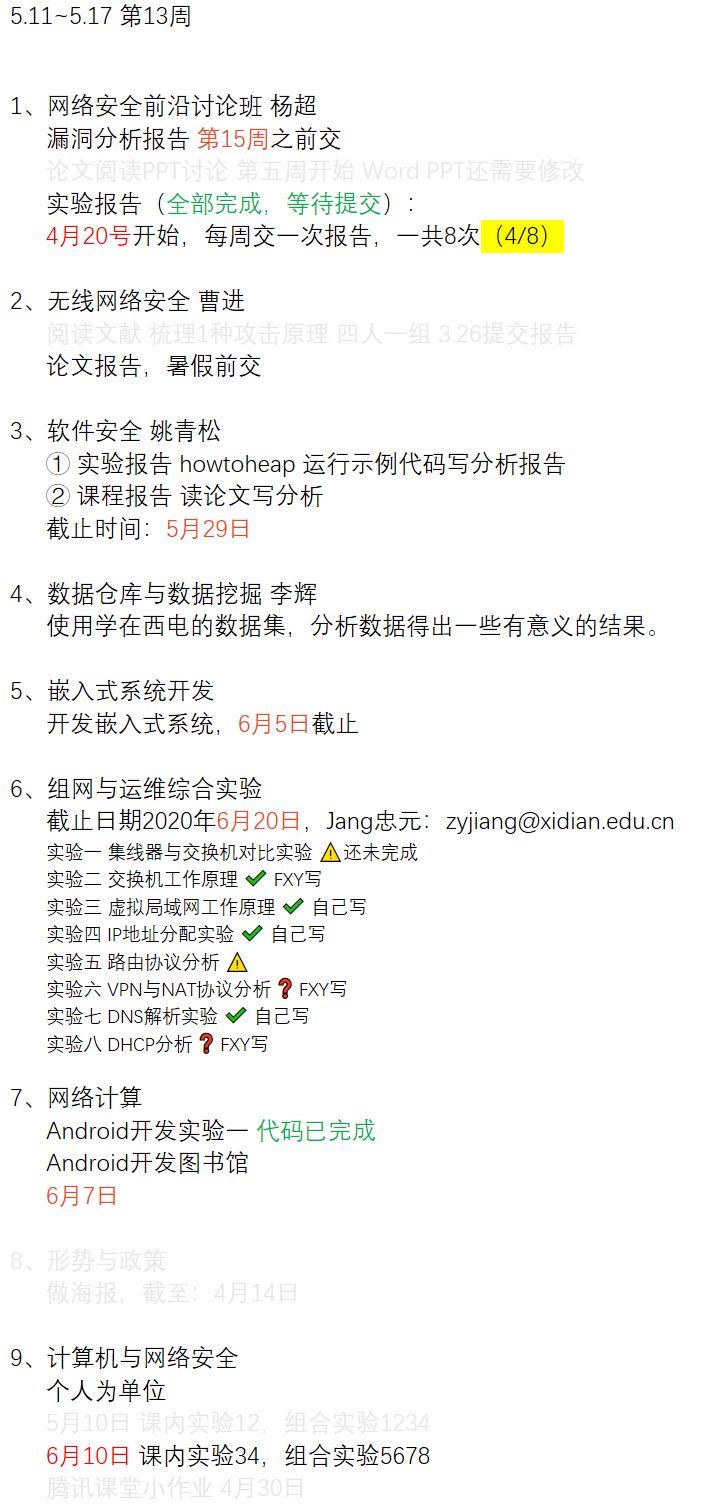 5.11~5.17 第13周
1、网络安全前沿讨论班 杨超
漏洞分析报告 第15周之前交
论文阅读PPT讨论 第五周开始 Word PPT还需要修改
实验报告（全部完成，等待提交）：
4月20号开始，每周交一次报告，一共8次（4/8）
2、无线网络安全 曹进
阅读文献 梳理1种攻击原理 四人一组 3.26提交报告
论文报告，暑假前交
3、软件安全 姚青松
① 实验报告 howtoheap 运行示例代码写分析报告
② 课程报告 读论文写分析
截止时间：5月29日
4、数据仓库与数据挖掘 李辉
使用学在西电的数据集，分析数据得出一些有意义的结果。
5、嵌入式系统开发
开发嵌入式系统，6月5日截止
6、组网与运维综合实验
截止日期2020年6月20日，Jang忠元：zyjiang@xidian.edu.cn
实验一 集线器与交换机对比实验 ⚠还未完成
实验二 交换机工作原理 ✔ FXY写
实验三 虚拟局域网工作原理 ✔ 自己写
实验四 IP地址分配实验 ✔ 自己写
实验五 路由协议分析 ⚠
实验六 VPN与NAT协议分析 ❓ FXY写
实验七 DNS解析实验 ✔ 自己写
实验八 DHCP分析 ❓ FXY写
7、网络计算
Android开发实验一 代码已完成
Android开发图书馆
6月7日
8、形势与政策
做海报，截至：4月14日
9、计算机与网络安全
个人为单位
5月10日 课内实验12，组合实验1234
6月10日 课内实验34，组合实验5678
腾讯课堂小作业 4月30日